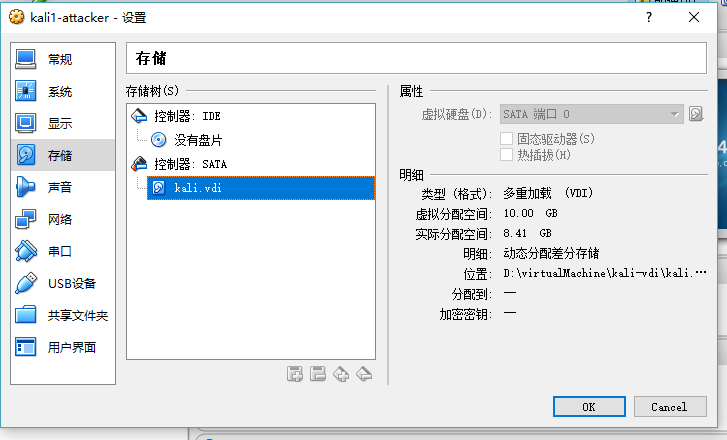 kali1-attacker - 设置
?
常规
系统
显示
存储
声音
网络
串口
USB设备
共享文件夹
用户界面
存储
存储树(S)
控制器: IDE
没有盘片
控制器: SATA
kali.vdi
属性
虚拟硬盘(D): SATA 端口 0
固态驱动器(S)
热插拔(H)
明细
类型 (格式): 多重加载 (VDI)
虚拟分配空间: 10.00 GB
实际分配空间: 8.41 GB
明细: 动态分配差分存储
位置: D:\virtualMachine\kali-vdi\kali.…
分配到: —
加密密钥: —
OK
Cancel